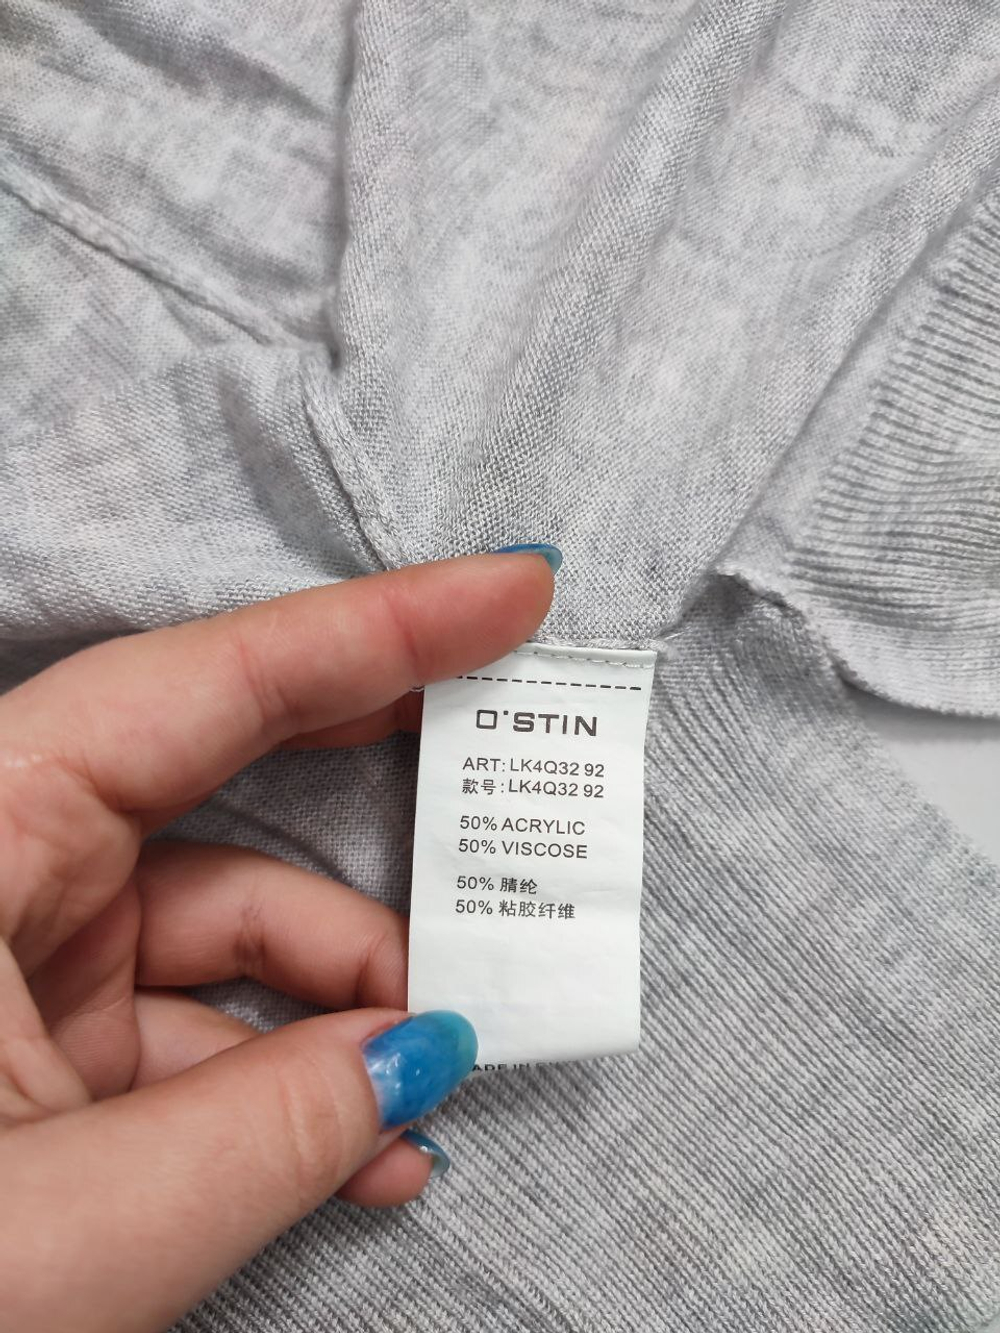 O'STIN
ART: LK4Q32 92
款号: LK4Q32 92
50% ACRYLIC
50% VISCOSE
50% 腈纶
50% 粘胶纤维